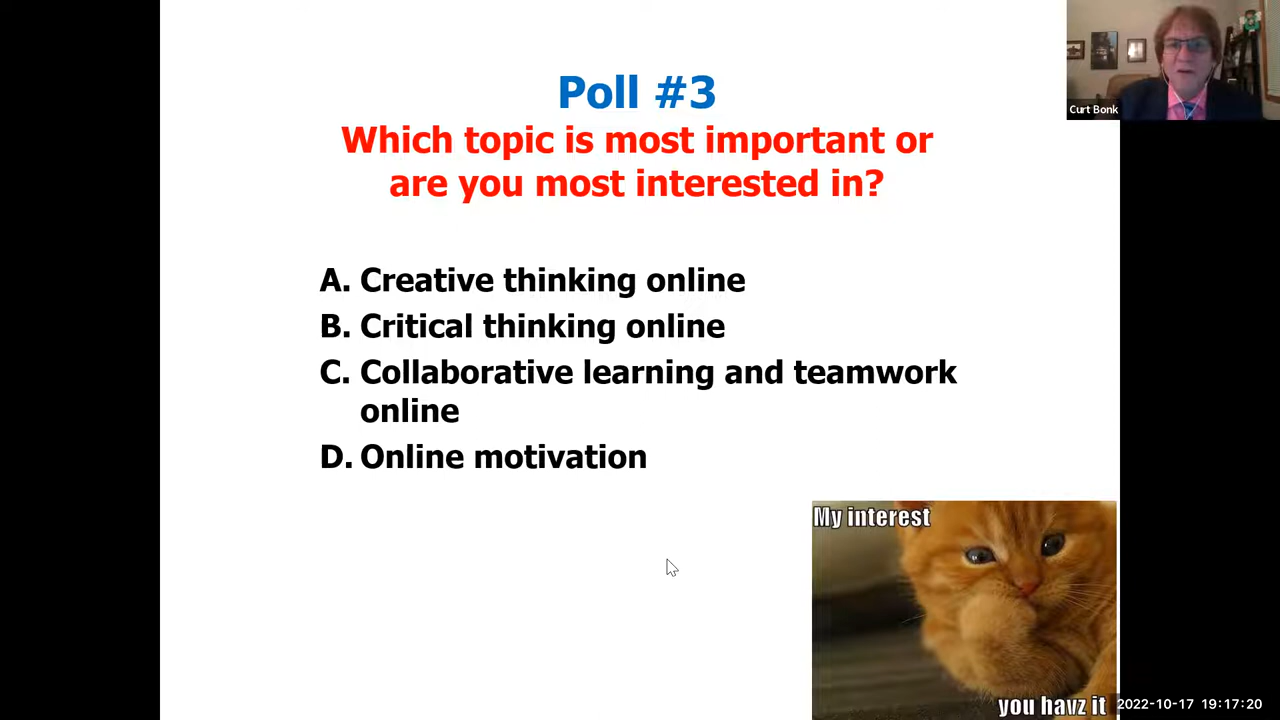 Poll #3
Which topic is most important or
are you most interested in?
A. Creative thinking online
B. Critical thinking online
C. Collaborative learning and teamwork
online
D. Online motivation
Curt Bonk
My interest
you havz it
2022-10-17 19:17:20